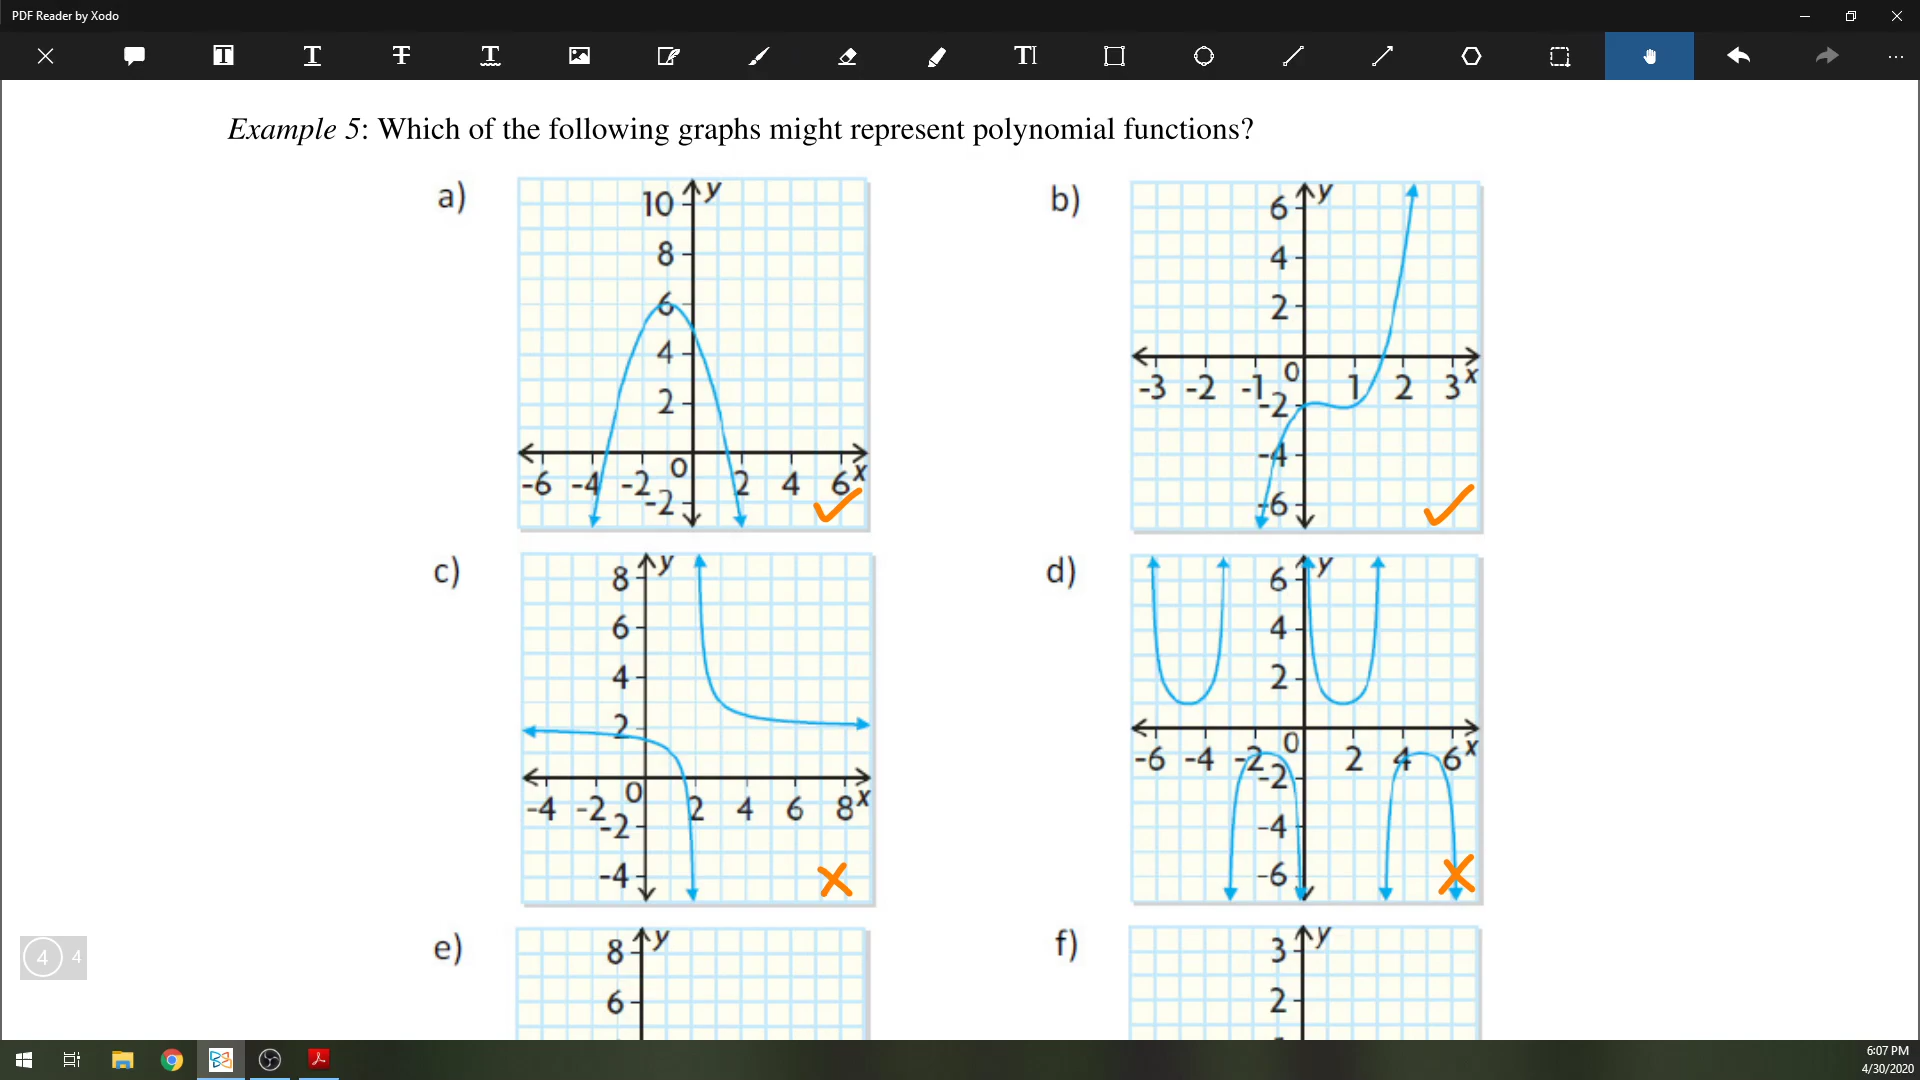 PDF Reader by Xodo
Example 5: Which of the following graphs might represent polynomial functions?
a)
10 y
8
6
4
2
-6 -4 -2 0 2 4 6 x
-2
b)
6 y
4
2
-3 -2 -1 0 1 2 3 x
-2
-4
-6
c)
8 y
6
4
2
-4 -2 0 2 4 6 8 x
-2
-4
d)
6 y
4
2
-6 -4 -2 0 2 4 6 x
-2
-4
-6
e)
8 y
6
f)
3 y
2
4 4
6:07 PM
4/30/2020